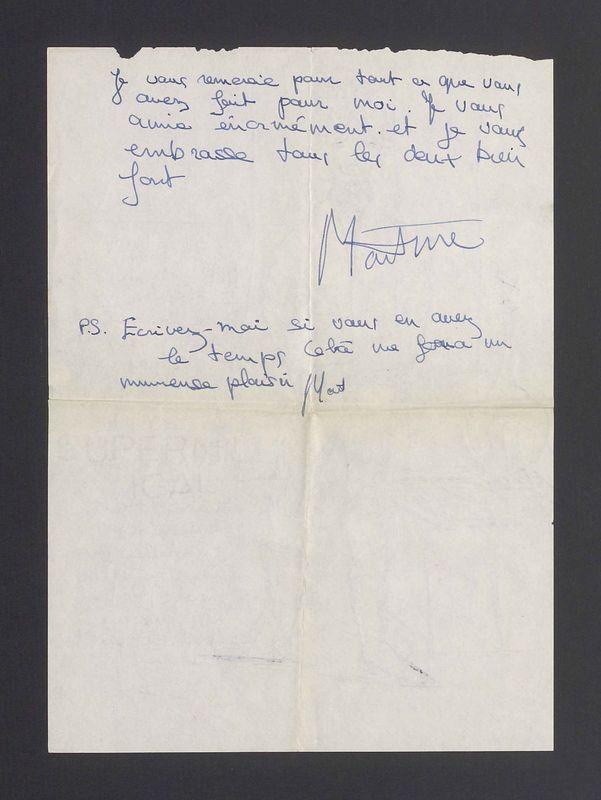 Je vous remercie pour tout ce que vous
avez fait pour moi. Je vous
aime énormément. et je vous
embrasse tous les deux bien
fort
Martine
P.S. Ecrivez-moi si vous en avez
le temps Cela me fera un
immense plaisir Mart